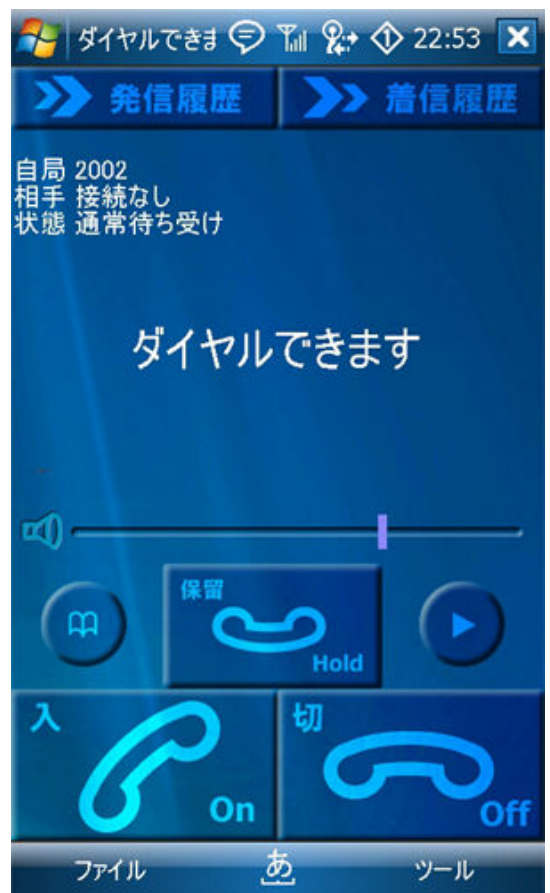 ダイヤルできま 22:53
発信履歴 着信履歴
自局 2002
相手 接続なし
状態 通常待ち受け
ダイヤルできます
保留
Hold
入 切
On Off
ファイル あ ツール